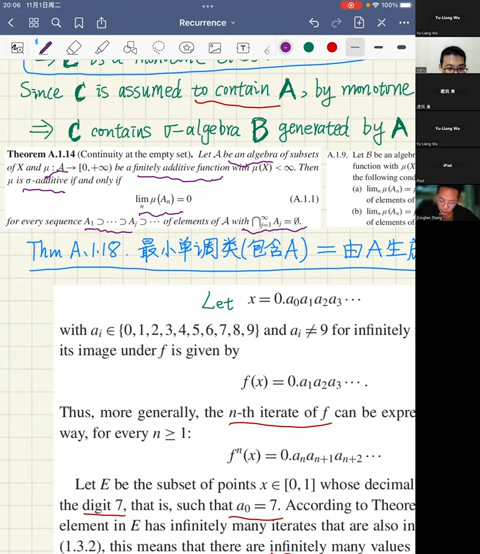 20:06 11月1日周二
100%
Recurrence
Yu-Liang Wu
Since C is assumed to contain A, by monotone
⇒ C contains σ-algebra B generated by A
Theorem A.1.14 (Continuity at the empty set). Let A be an algebra of subsets
of X and μ : A → [0, +∞) be a finitely additive function with μ(X) < ∞. Then
μ is σ-additive if and only if
lim μ(Aₙ) = 0 (A.1.1)
n
for every sequence A₁ ⊃ ⋯ ⊃ Aⱼ ⊃ ⋯ of elements of A with ⋂ⱼ₌₁^∞ Aⱼ = ∅.
A.1.9. Let B be an algebr
function with μ(X)
the following cond
(a) limₙ μ(Aₙ) =
of elements of
(b) limₙ μ(Aₙ) =
of elements of
Yu-Liang Wu
iPad
Thm A.1.18. 最小单调类(包含A) = 由A生
Let x = 0.a₀a₁a₂a₃ ⋯
with aᵢ ∈ {0, 1, 2, 3, 4, 5, 6, 7, 8, 9} and aᵢ ≠ 9 for infinitely
its image under f is given by
f(x) = 0.a₁a₂a₃ ⋯ .
Thus, more generally, the n-th iterate of f can be expre
way, for every n ≥ 1:
fⁿ(x) = 0.aₙaₙ₊₁aₙ₊₂ ⋯
Let E be the subset of points x ∈ [0, 1] whose decimal
the digit 7, that is, such that a₀ = 7. According to Theore
element in E has infinitely many iterates that are also in
(1.3.2), this means that there are infinitely many values